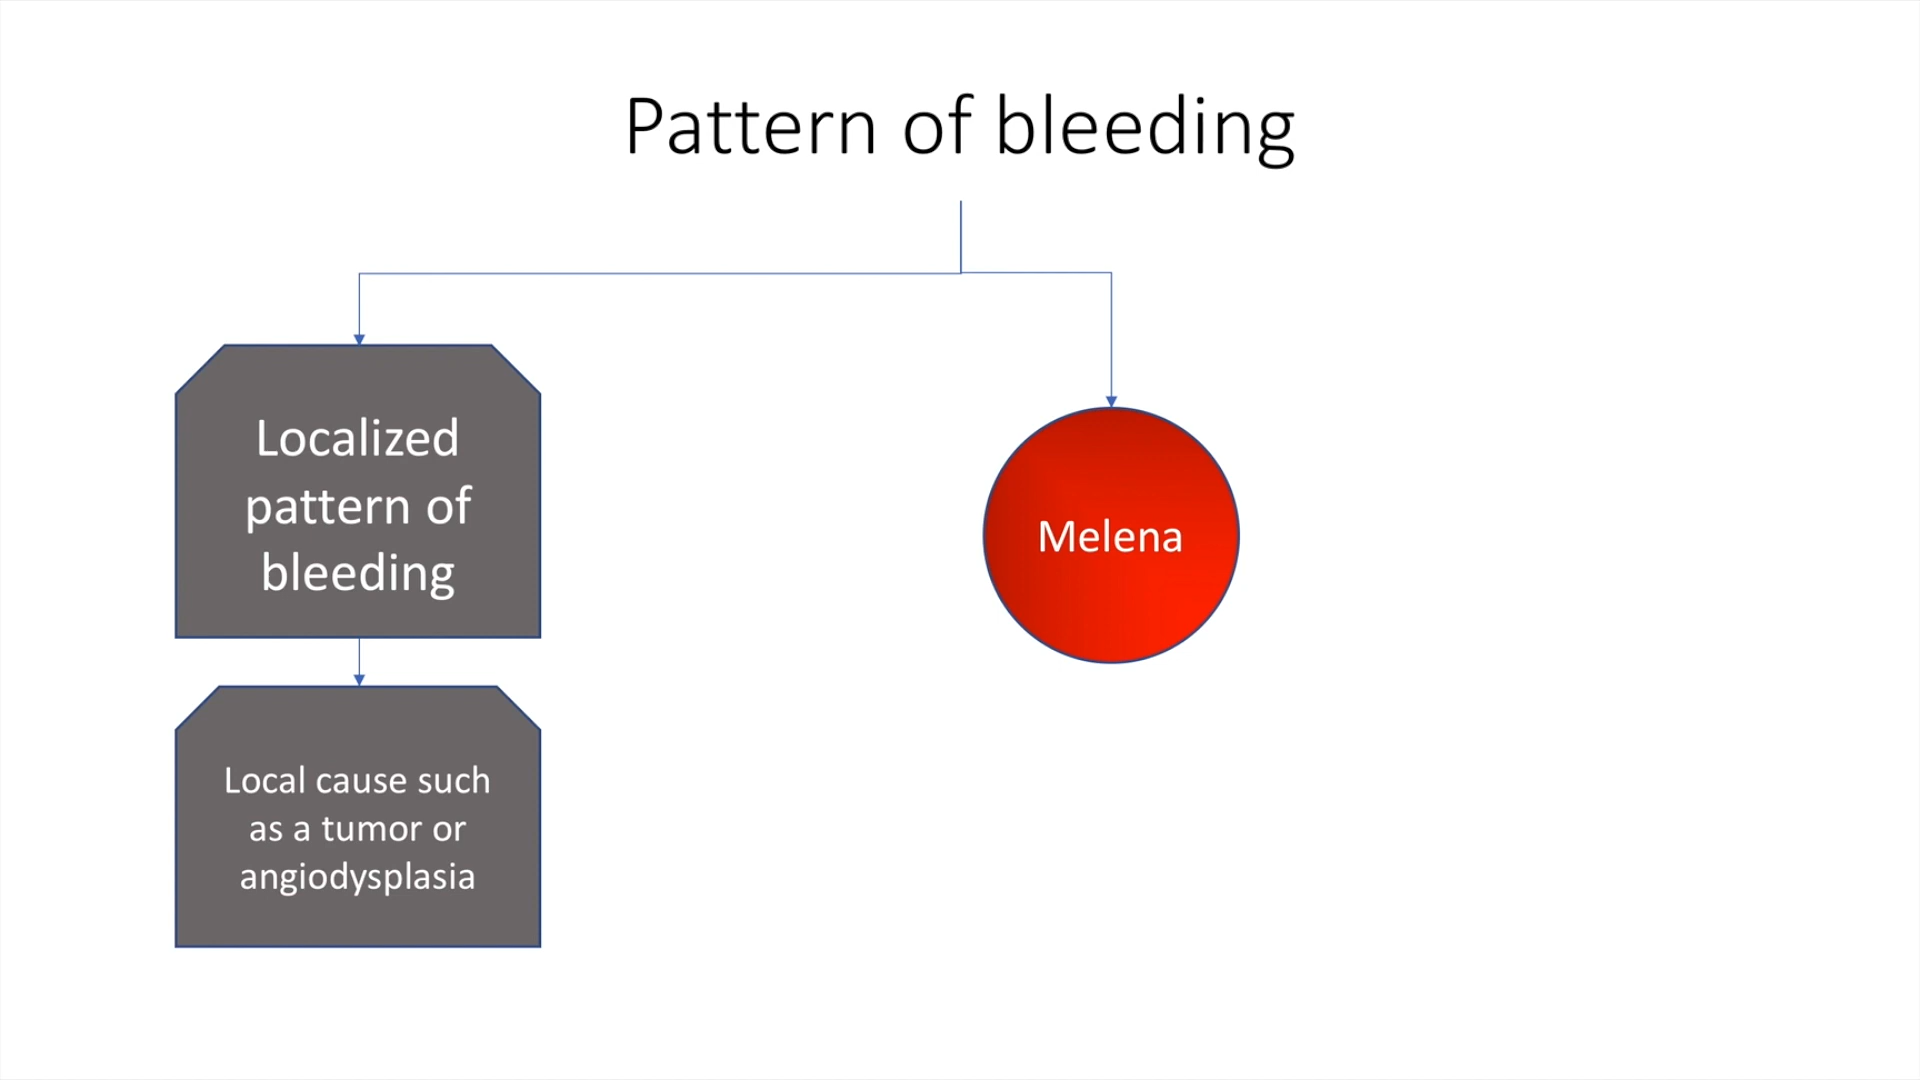 Pattern of bleeding
Localized
pattern of
bleeding
Melena
Local cause such
as a tumor or
angiodysplasia